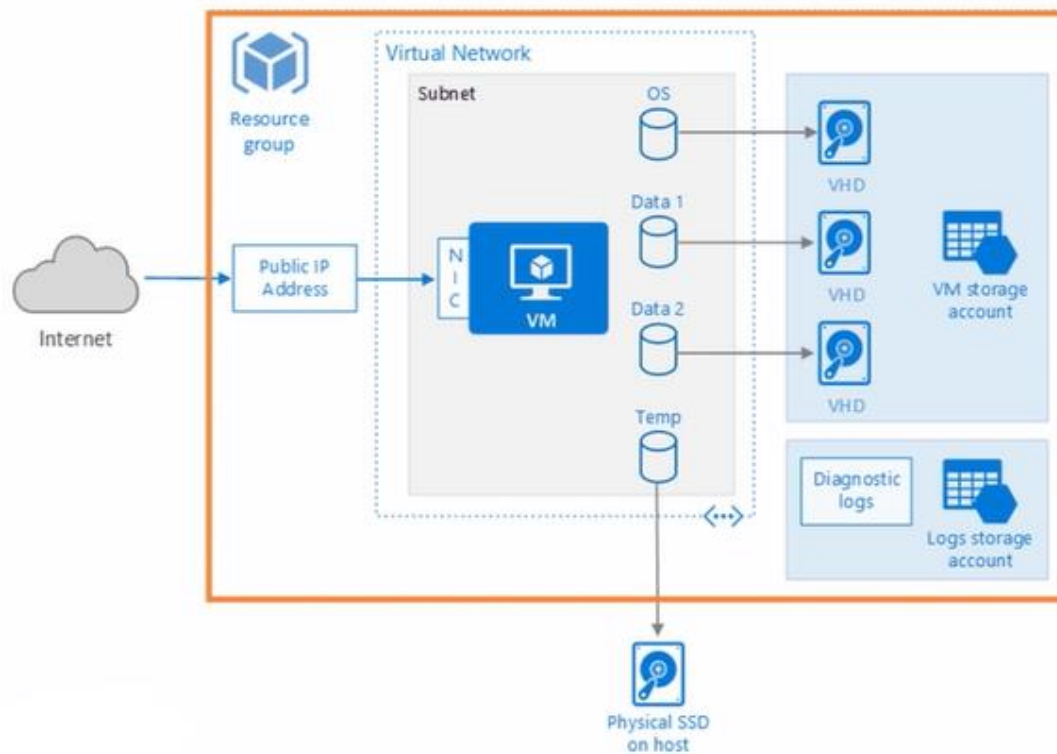 Virtual Network
Subnet
Resource
group
OS
VHD
Data 1
VHD
Internet
Public IP
Address
N
I
C
VM
Data 2
VHD
VM storage
account
Temp
Diagnostic
logs
Logs storage
account
Physical SSD
on host